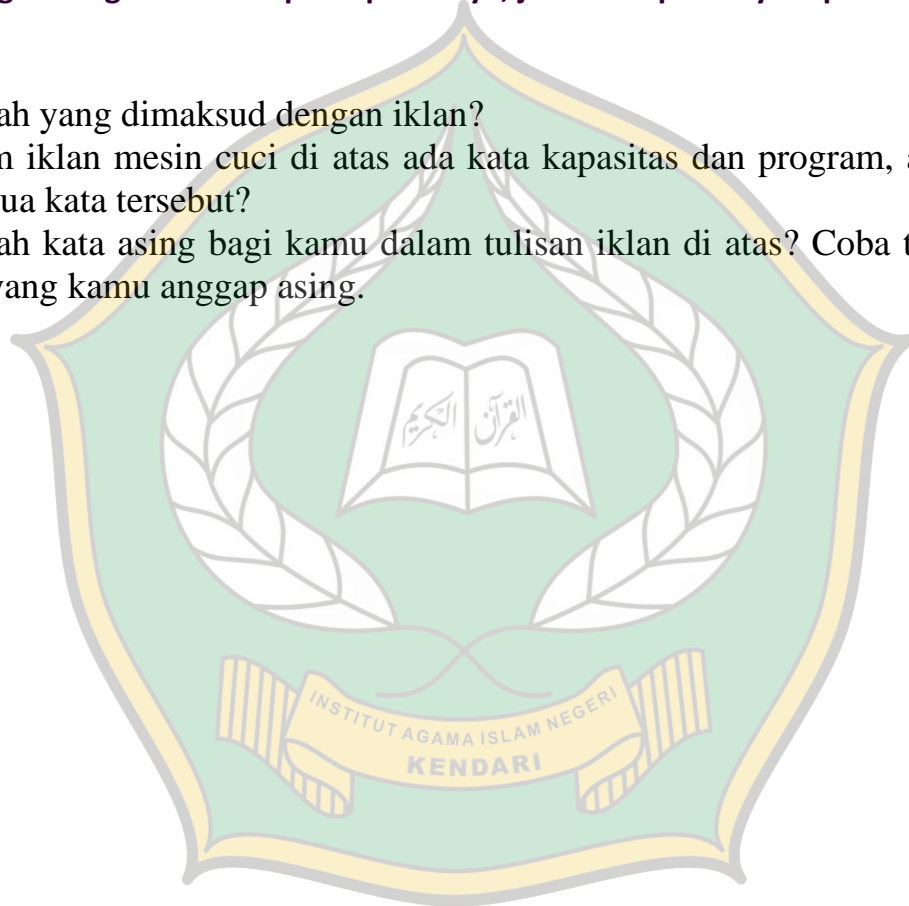 ah yang dimaksud dengan iklan?
iklan mesin cuci di atas ada kata kapasitas dan program,
ua kata tersebut?
ah kata asing bagi kamu dalam tulisan iklan di atas? Coba
yang kamu anggap asing.
القرآن الكريم
INSTITUT AGAMA ISLAM NEGERI
KENDARI